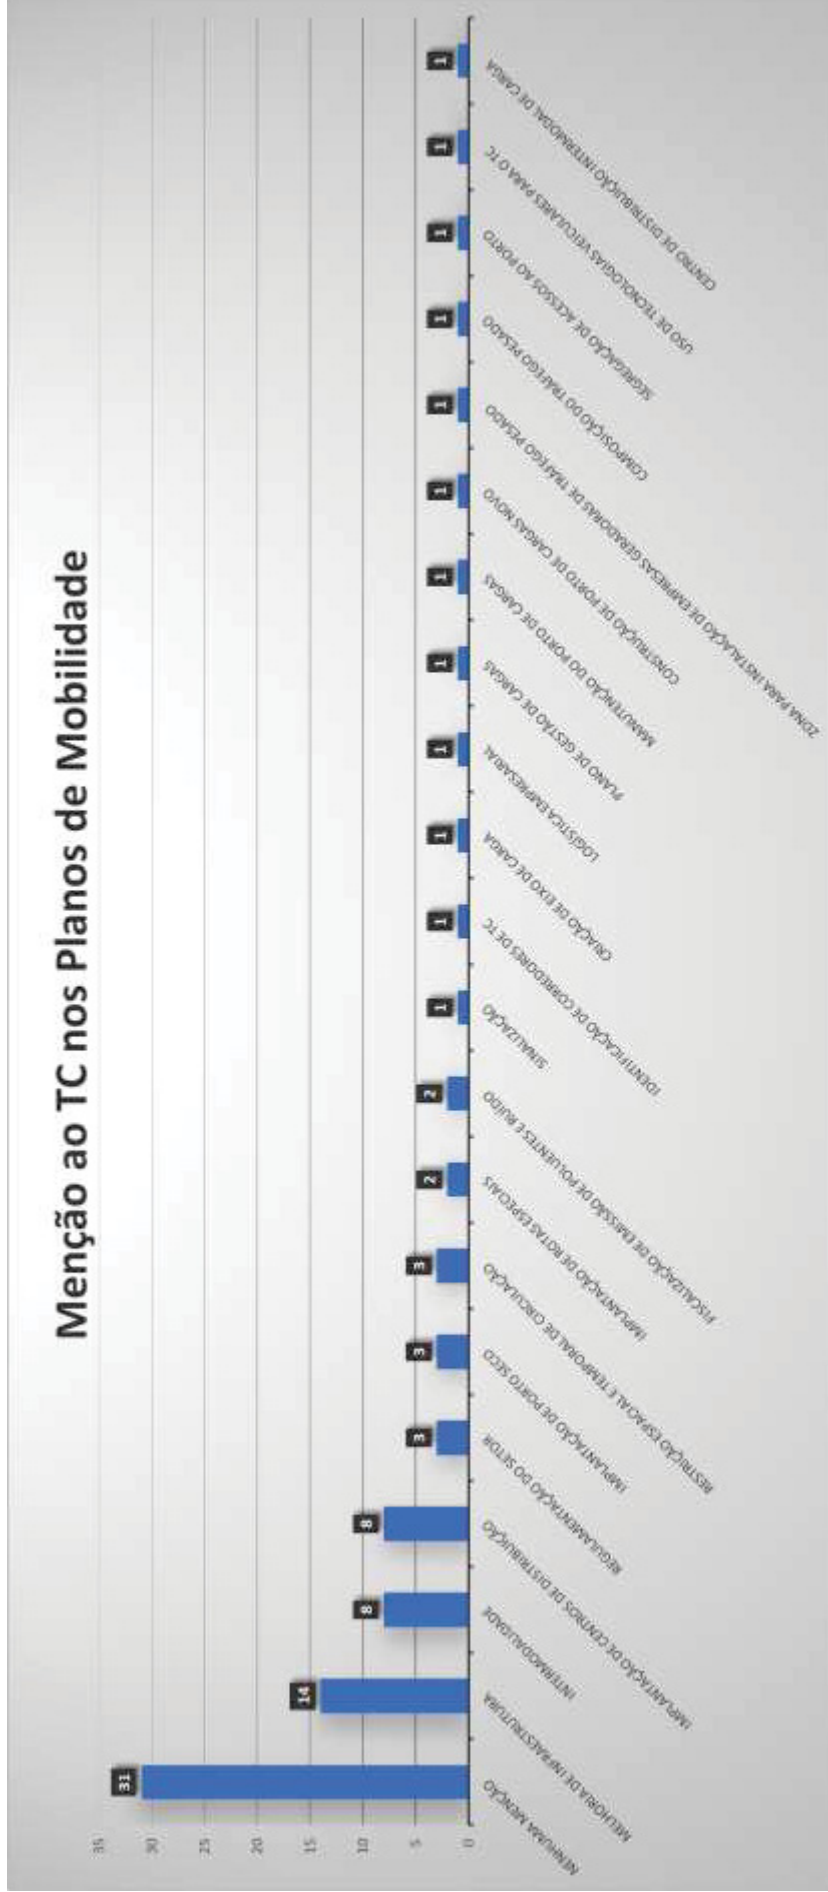 Menção ao TC nos Planos de Mobilidade
35
30
25
20
15
10
5
0
31
14
8
8
3
3
3
2
2
1
1
1
1
1
1
1
1
1
1
1
1
NENHUMA MENÇÃO
MELHORIA DE INFRAESTRUTURA
INTERMODALIDADE
IMPLANTAÇÃO DE CENTROS DE DISTRIBUIÇÃO
REGULAMENTAÇÃO DO SETOR
IMPLANTAÇÃO DE PORTO SECO
RESTRIÇÃO ESPACIAL E TEMPORAL DE CIRCULAÇÃO
IMPLANTAÇÃO DE ROTAS ESPECIAIS
FISCALIZAÇÃO DE EMISSÃO DE POLUENTES E RUÍDO
SINALIZAÇÃO
IDENTIFICAÇÃO DE CORREDORES DE TC
CRIAÇÃO DE EIXO DE CARGA
LOGÍSTICA EMPRESARIAL
PLANO DE GESTÃO DE CARGAS
MANUTENÇÃO DO PORTO DE CARGAS
CONSTRUÇÃO DE PORTO DE CARGAS NOVO
ZONA PARA INSTALAÇÃO DE EMPRESAS GERADORAS DE TRÁFEGO PESADO
COMPOSIÇÃO DO TRÁFEGO PESADO
SEGREGAÇÃO DE ACESSOS AO PORTO
USO DE TECNOLOGIAS VEICULARES PARA O TC
CENTRO DE DISTRIBUIÇÃO INTERMODAL DE CARGA